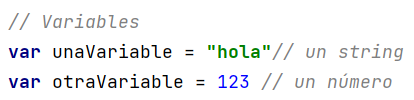 // Variables
var unaVariable = "hola"// un string
var otraVariable = 123 // un número